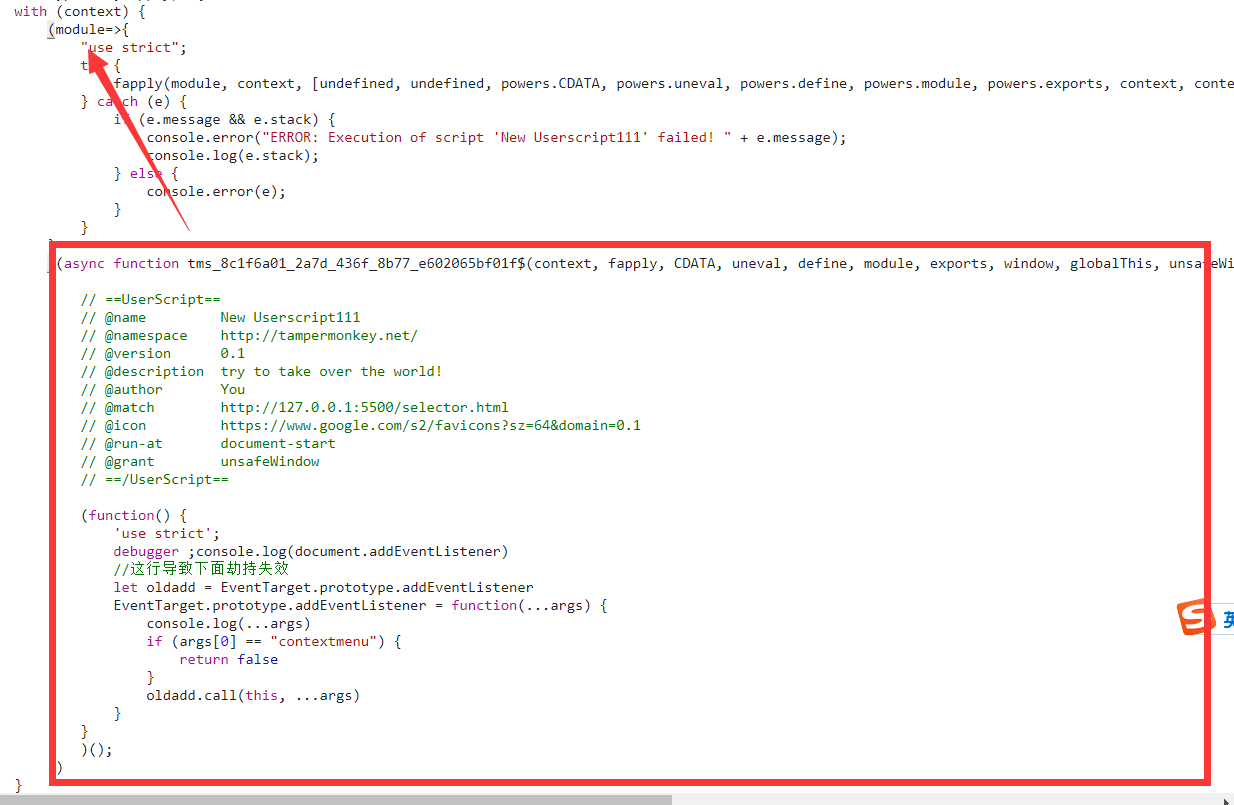 with (context) {
(module=>{
"use strict";
t {
fapply(module, context, [undefined, undefined, powers.CDATA, powers.uneval, powers.define, powers.module, powers.exports, context, conte
} catch (e) {
if (e.message && e.stack) {
console.error("ERROR: Execution of script 'New Userscript111' failed! " + e.message);
console.log(e.stack);
} else {
console.error(e);
}
}
(async function tms_8c1f6a01_2a7d_436f_8b77_e602065bf01f$(context, fapply, CDATA, uneval, define, module, exports, window, globalThis, unsafeWi
// ==UserScript==
// @name New Userscript111
// @namespace http://tampermonkey.net/
// @version 0.1
// @description try to take over the world!
// @author You
// @match http://127.0.0.1:5500/selector.html
// @icon https://www.google.com/s2/favicons?sz=64&domain=0.1
// @run-at document-start
// @grant unsafeWindow
// ==/UserScript==
(function() {
'use strict';
debugger ;console.log(document.addEventListener)
//这行导致下面劫持失效
let oldadd = EventTarget.prototype.addEventListener
EventTarget.prototype.addEventListener = function(...args) {
console.log(...args)
if (args[0] == "contextmenu") {
return false
}
oldadd.call(this, ...args)
}
}
)();
)
}
S 英